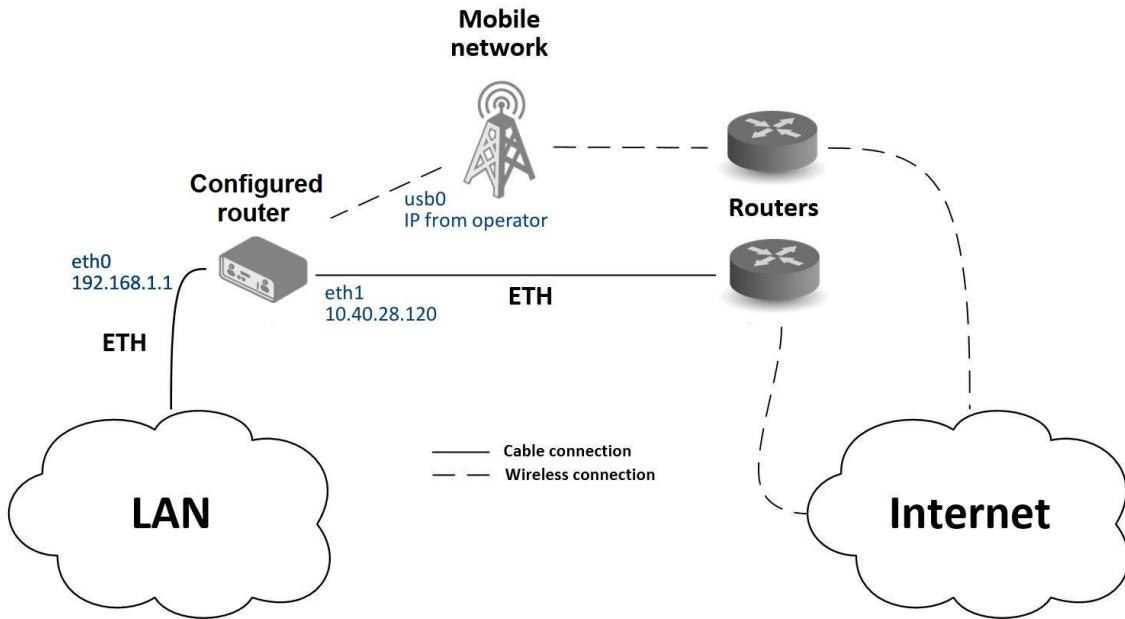 Mobile
network
Configured
router
usb0
IP from operator
Routers
eth0
192.168.1.1
eth1
10.40.28.120
ETH
ETH
Cable connection
Wireless connection
LAN
Internet